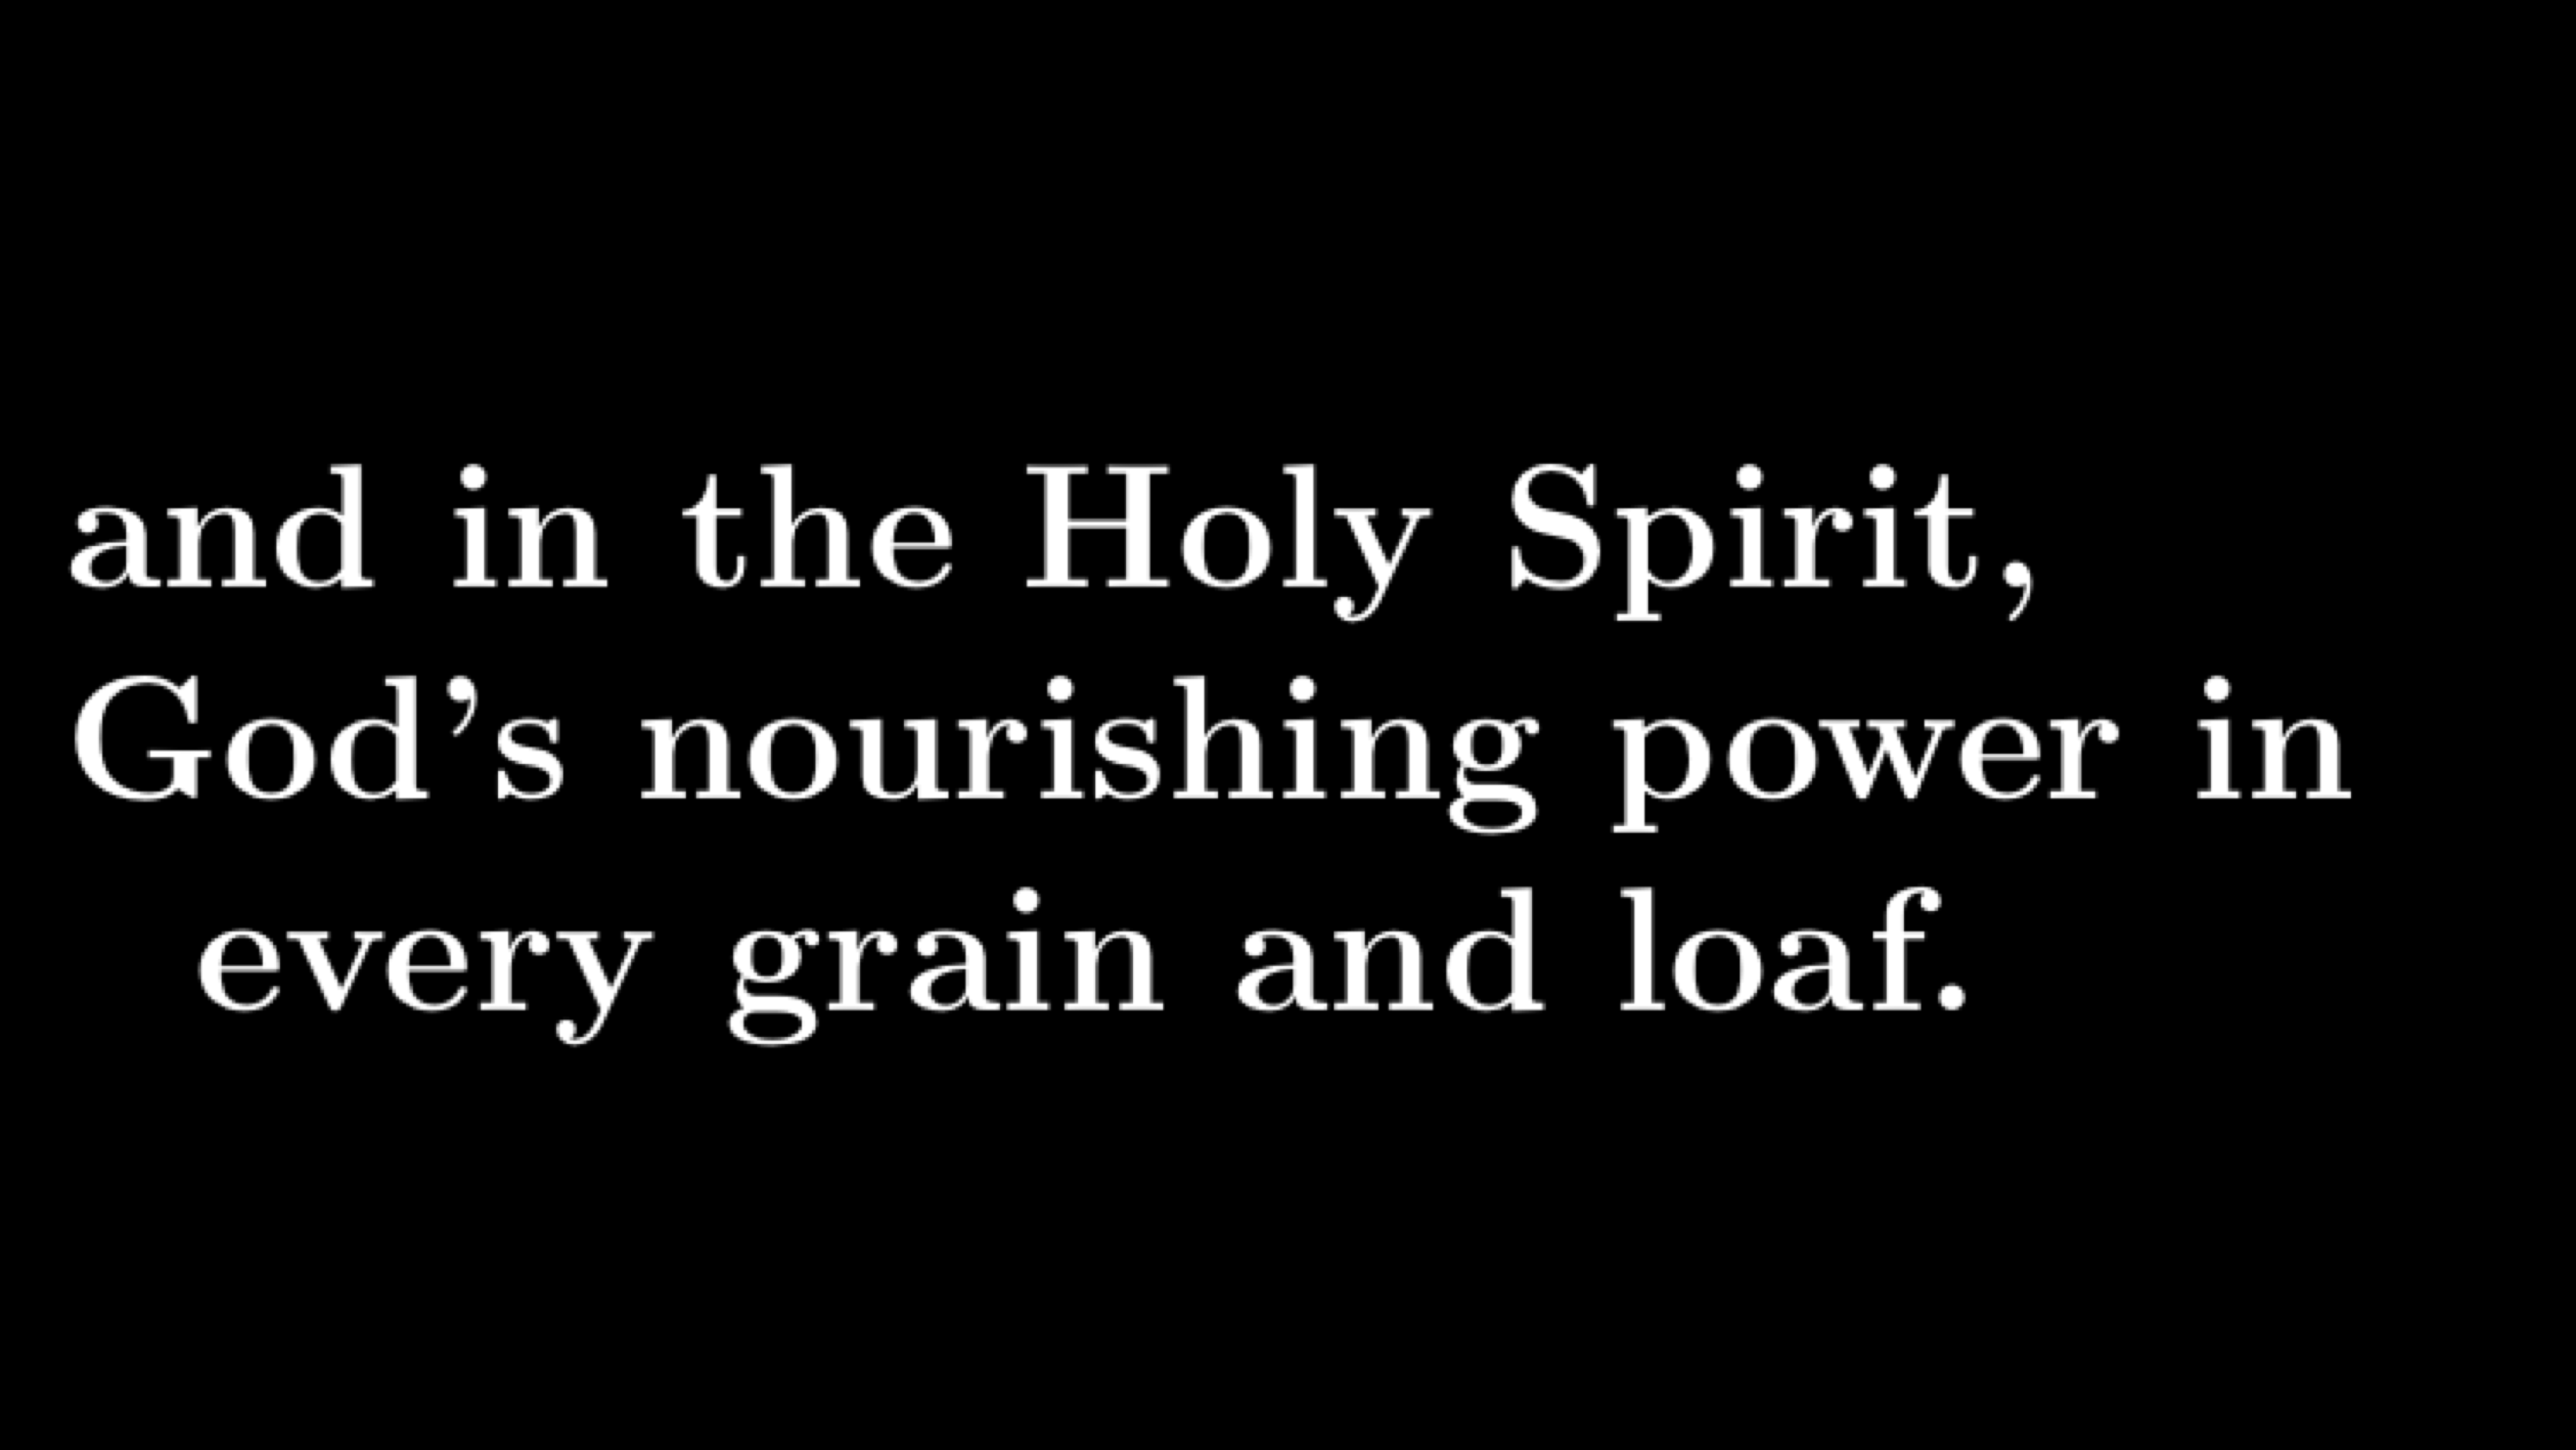 and in the Holy Spirit,
God’s nourishing power in
every grain and loaf.